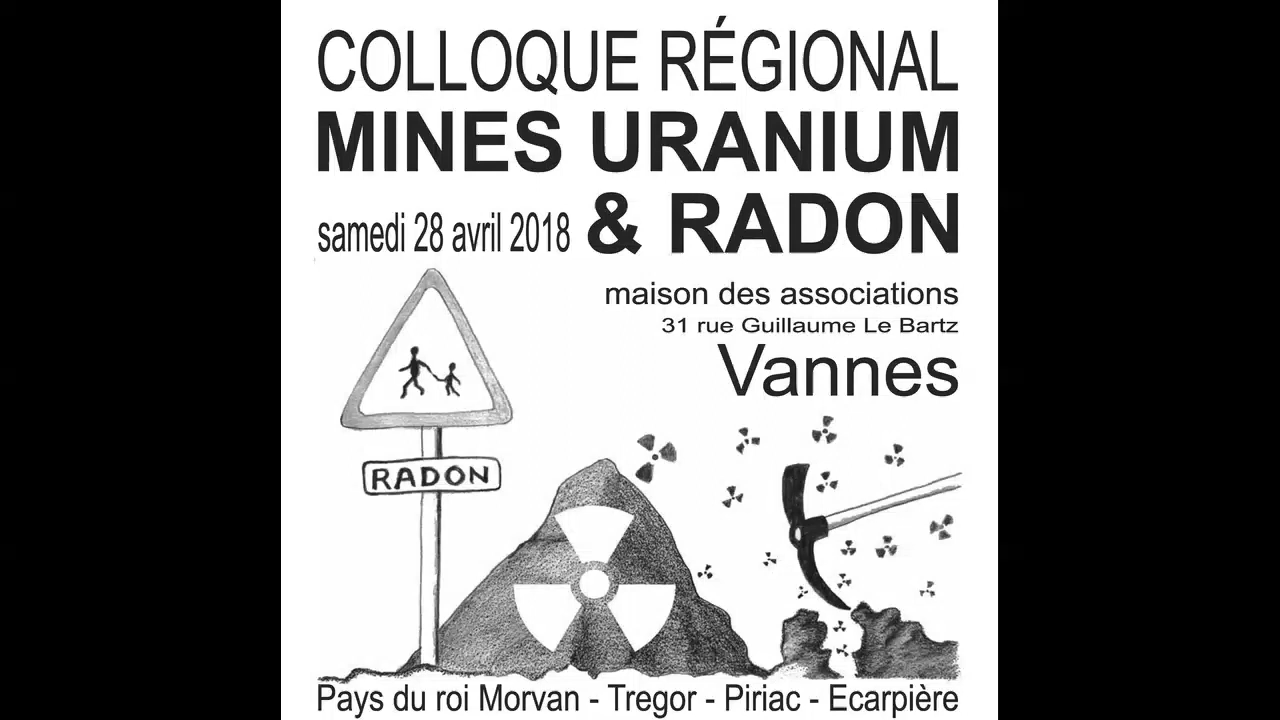 COLLOQUE RÉGIONAL
MINES URANIUM
samedi 28 avril 2018 & RADON
maison des associations
31 rue Guillaume Le Bartz
Vannes
RADON
Pays du roi Morvan - Tregor - Piriac - Ecarpière